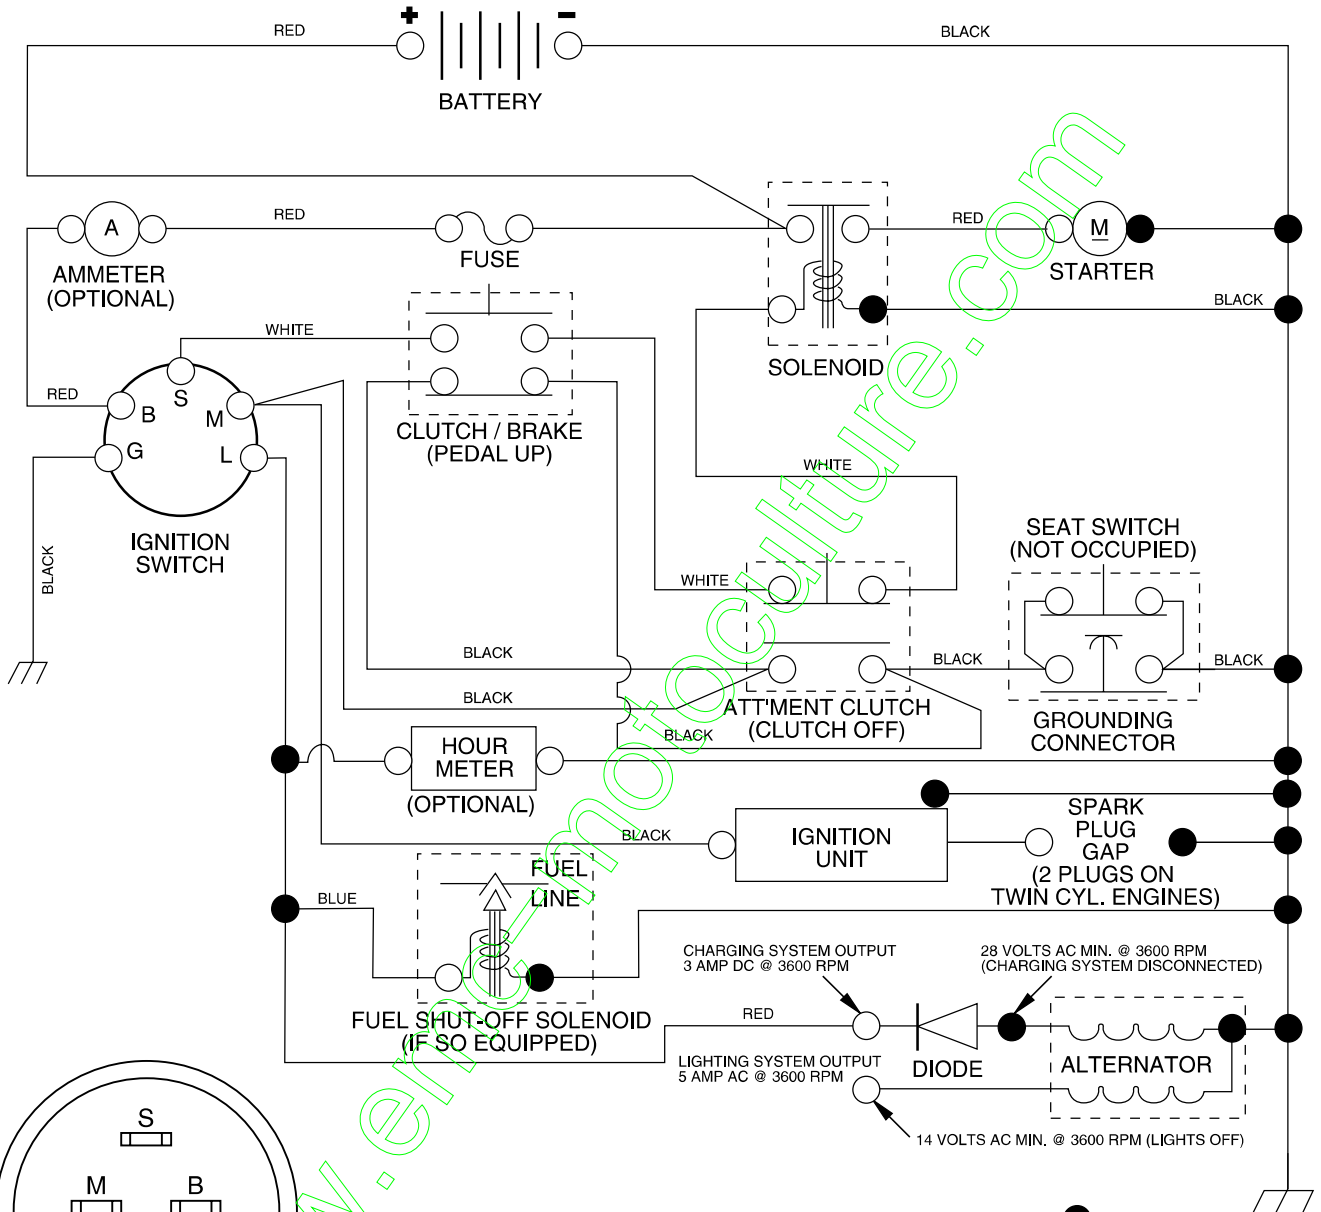 +
-
RED
BLACK
BATTERY
RED
A
AMMETER
(OPTIONAL)
FUSE
RED
M
STARTER
BLACK
SOLENOID
WHITE
CLUTCH / BRAKE
(PEDAL UP)
RED
S
B
M
G
L
IGNITION
SWITCH
BLACK
WHITE
WHITE
SEAT SWITCH
(NOT OCCUPIED)
BLACK
BLACK
BLACK
BLACK
BLACK
ATT'MENT CLUTCH
(CLUTCH OFF)
GROUNDING
CONNECTOR
HOUR
METER
(OPTIONAL)
BLACK
IGNITION
UNIT
SPARK
PLUG
GAP
(2 PLUGS ON
TWIN CYL. ENGINES)
FUEL
LINE
BLUE
FUEL SHUT-OFF SOLENOID
(IF SO EQUIPPED)
CHARGING SYSTEM OUTPUT
3 AMP DC @ 3600 RPM
28 VOLTS AC MIN. @ 3600 RPM
(CHARGING SYSTEM DISCONNECTED)
RED
DIODE
ALTERNATOR
LIGHTING SYSTEM OUTPUT
5 AMP AC @ 3600 RPM
14 VOLTS AC MIN. @ 3600 RPM (LIGHTS OFF)
S
M
B
w.emc-motoculture.com